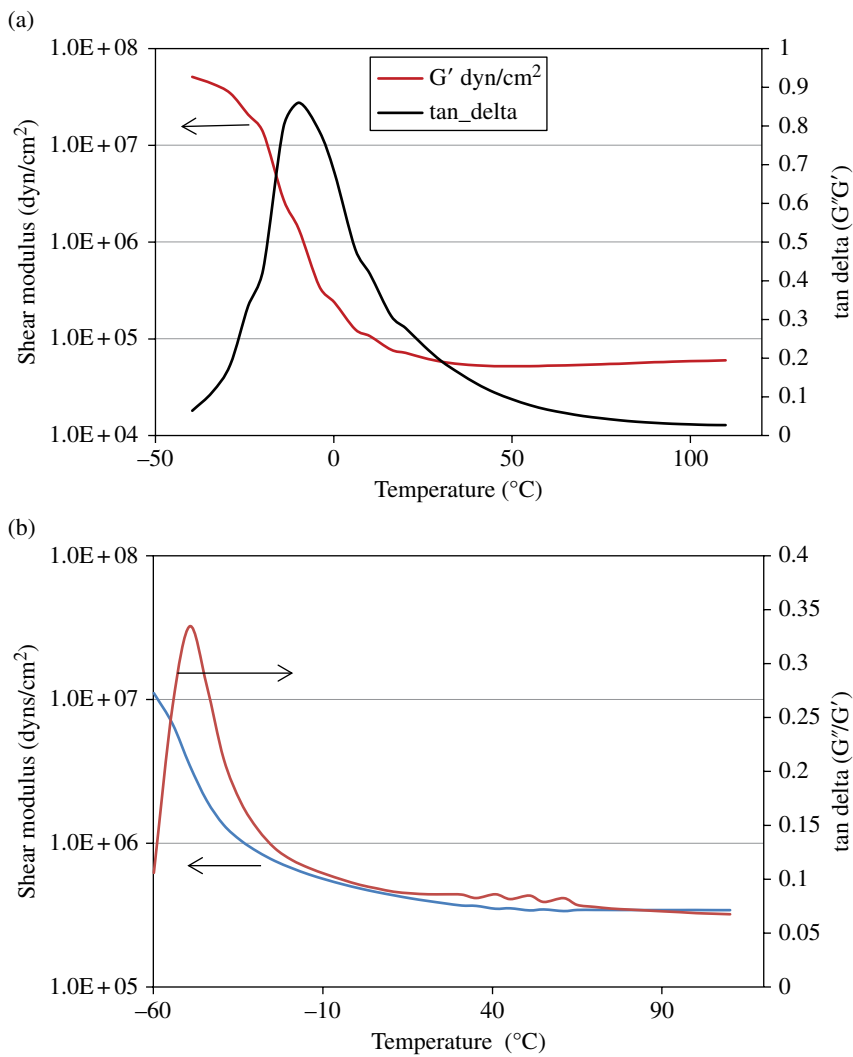 (a)
1.0E+08
1.0E+07
1.0E+06
1.0E+05
1.0E+04
Shear modulus (dyn/cm²)
G′ dyn/cm²
tan_delta
1
0.9
0.8
0.7
0.6
0.5
0.4
0.3
0.2
0.1
0
tan delta (G″G′)
−50
0
50
100
Temperature (°C)
(b)
1.0E+08
1.0E+07
1.0E+06
1.0E+05
Shear modulus (dyns/cm²)
0.4
0.35
0.3
0.25
0.2
0.15
0.1
0.05
0
tan delta (G″/G′)
−60
−10
40
90
Temperature (°C)